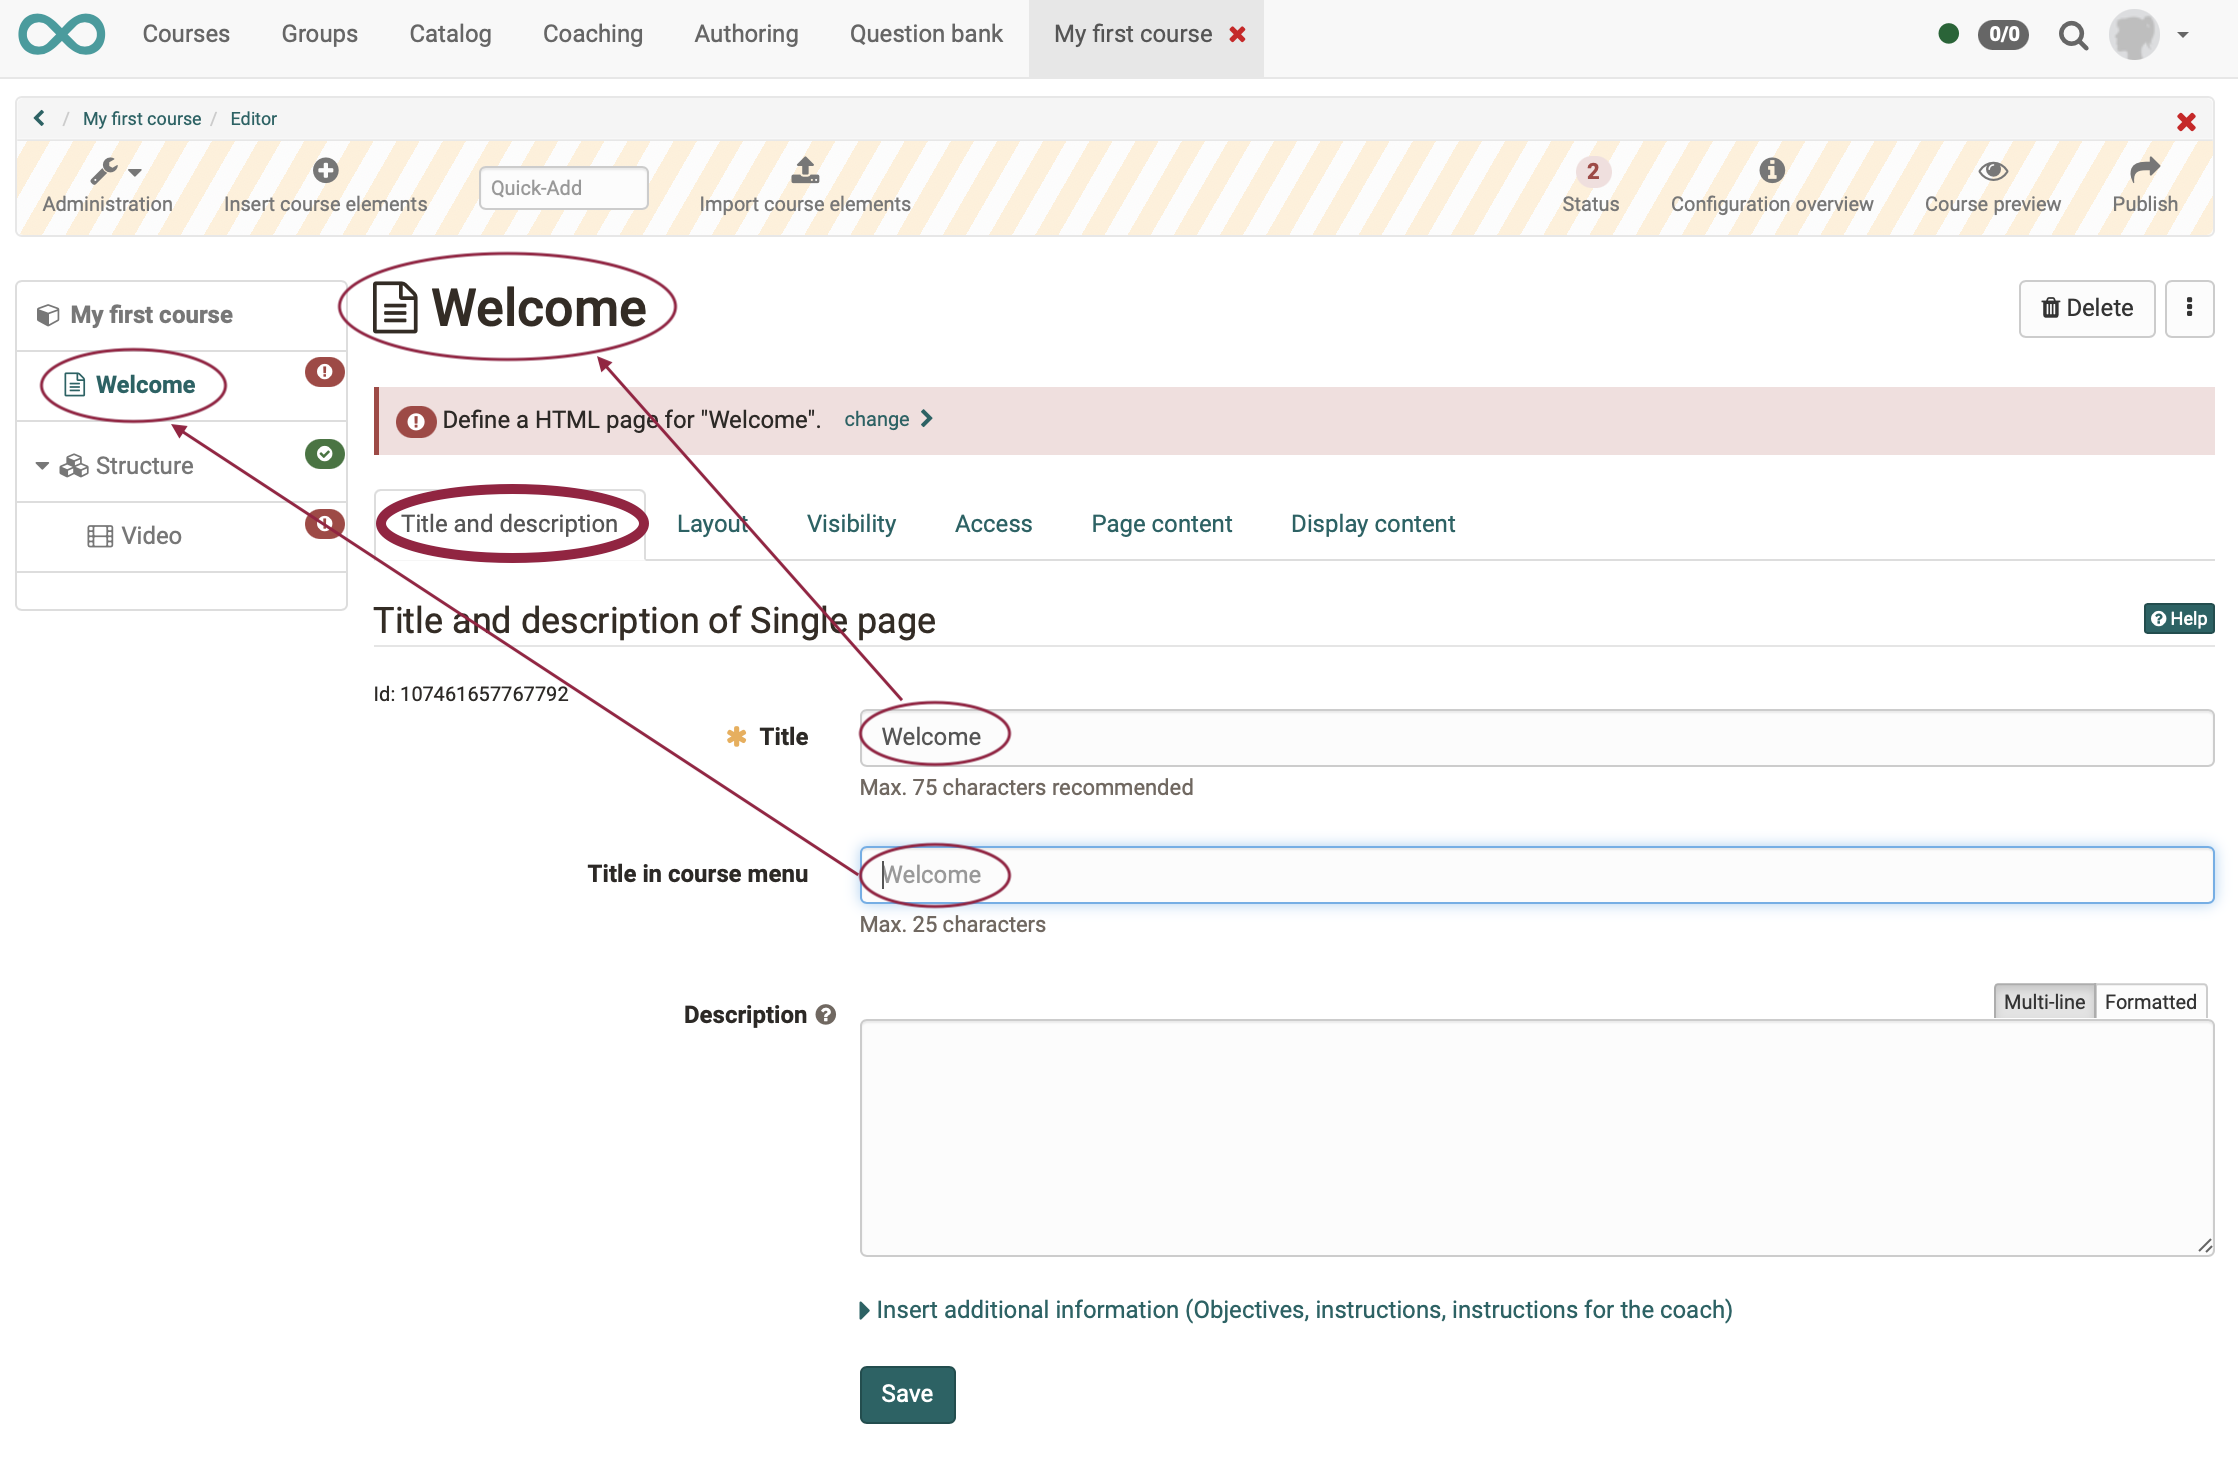 Courses Groups Catalog Coaching Authoring Question bank My first course 0/0
/ My first course / Editor
Administration Insert course elements Quick-Add Import course elements 2 Status Configuration overview Course preview Publish
My first course
Welcome
Structure
Video
Welcome
Delete
Define a HTML page for "Welcome". change
Title and description Layout Visibility Access Page content Display content
Title and description of Single page
Help
Id: 107461657767792
Title Welcome
Max. 75 characters recommended
Title in course menu Welcome
Max. 25 characters
Description
Multi-line Formatted
Insert additional information (Objectives, instructions, instructions for the coach)
Save